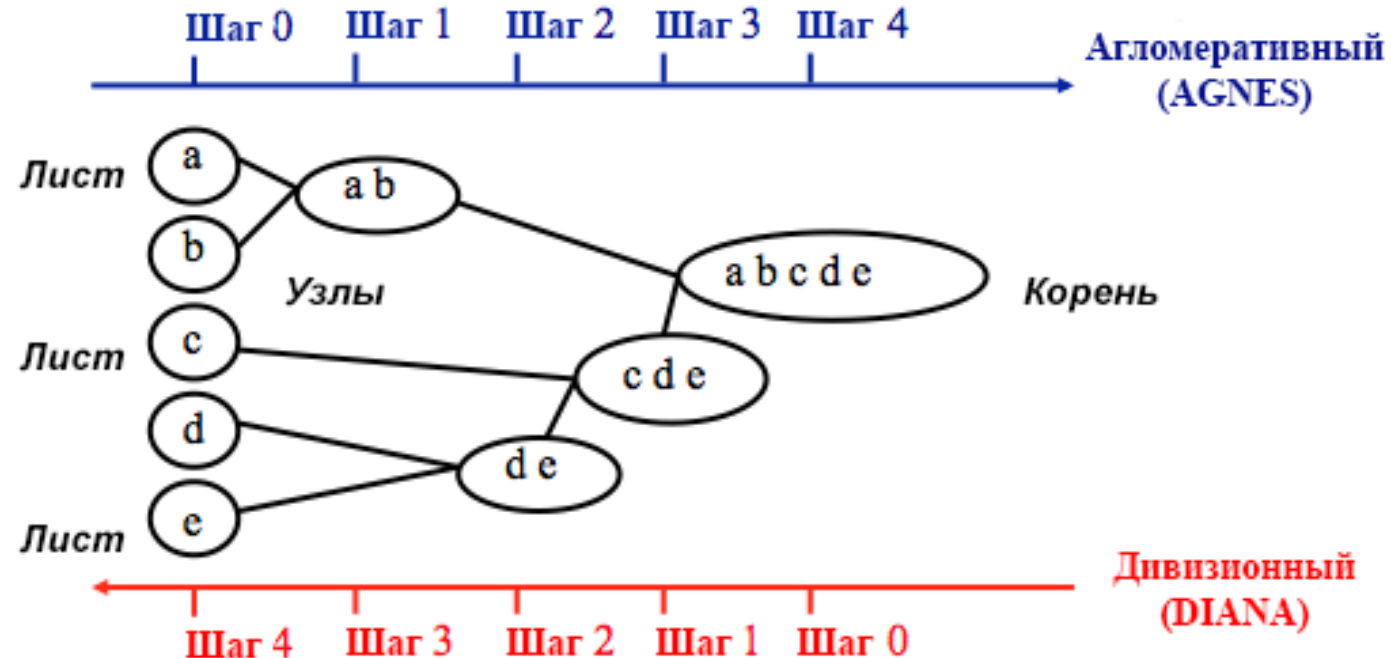 Шаг 0 Шаг 1 Шаг 2 Шаг 3 Шаг 4
Агломеративный
(AGNES)
Лист
a
a b
b
a b c d e
Узлы
Корень
c
Лист
c d e
d
d e
e
Лист
Дивизионный
(DIANA)
Шаг 4 Шаг 3 Шаг 2 Шаг 1 Шаг 0